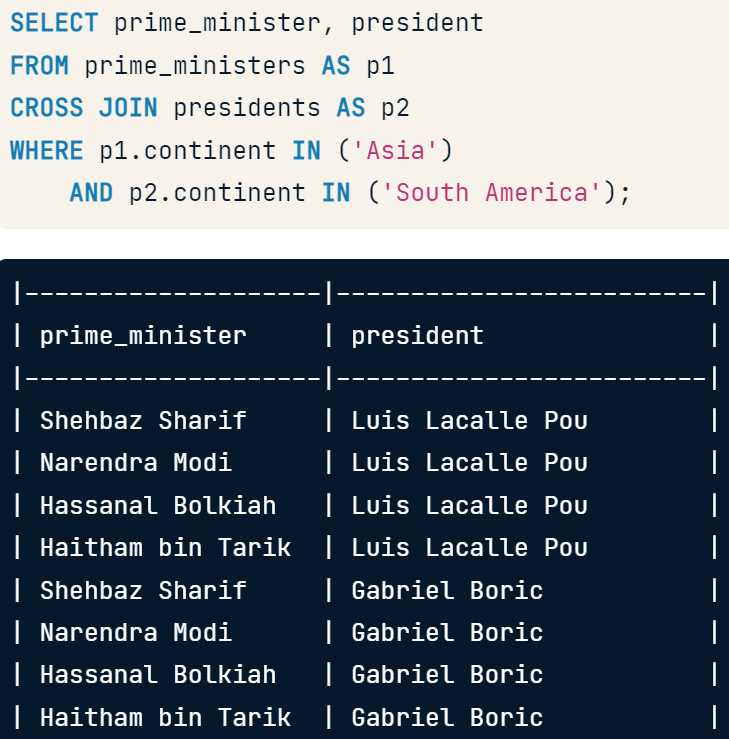 SELECT prime_minister, president
FROM prime_ministers AS p1
CROSS JOIN presidents AS p2
WHERE p1.continent IN ('Asia')
    AND p2.continent IN ('South America');
|--------------------|-------------------------|
| prime_minister     | president               |
|--------------------|-------------------------|
| Shehbaz Sharif     | Luis Lacalle Pou        |
| Narendra Modi      | Luis Lacalle Pou        |
| Hassanal Bolkiah   | Luis Lacalle Pou        |
| Haitham bin Tarik  | Luis Lacalle Pou        |
| Shehbaz Sharif     | Gabriel Boric           |
| Narendra Modi      | Gabriel Boric           |
| Hassanal Bolkiah   | Gabriel Boric           |
| Haitham bin Tarik  | Gabriel Boric           |